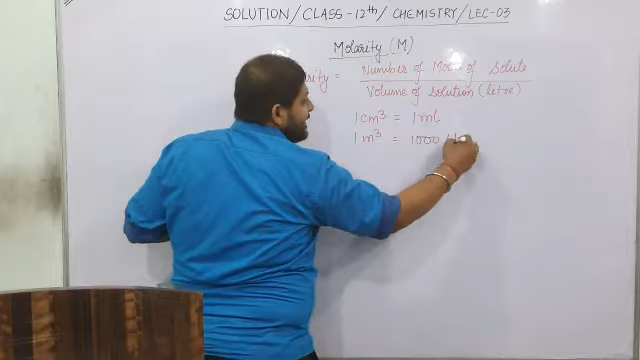 SOLUTION/CLASS-12th/CHEMISTRY/LEC-03
Molarity (M)
= Number of Mole of Solute
Volume of solution (litre)
1 cm³ = 1 ml
1 m³ = 1000